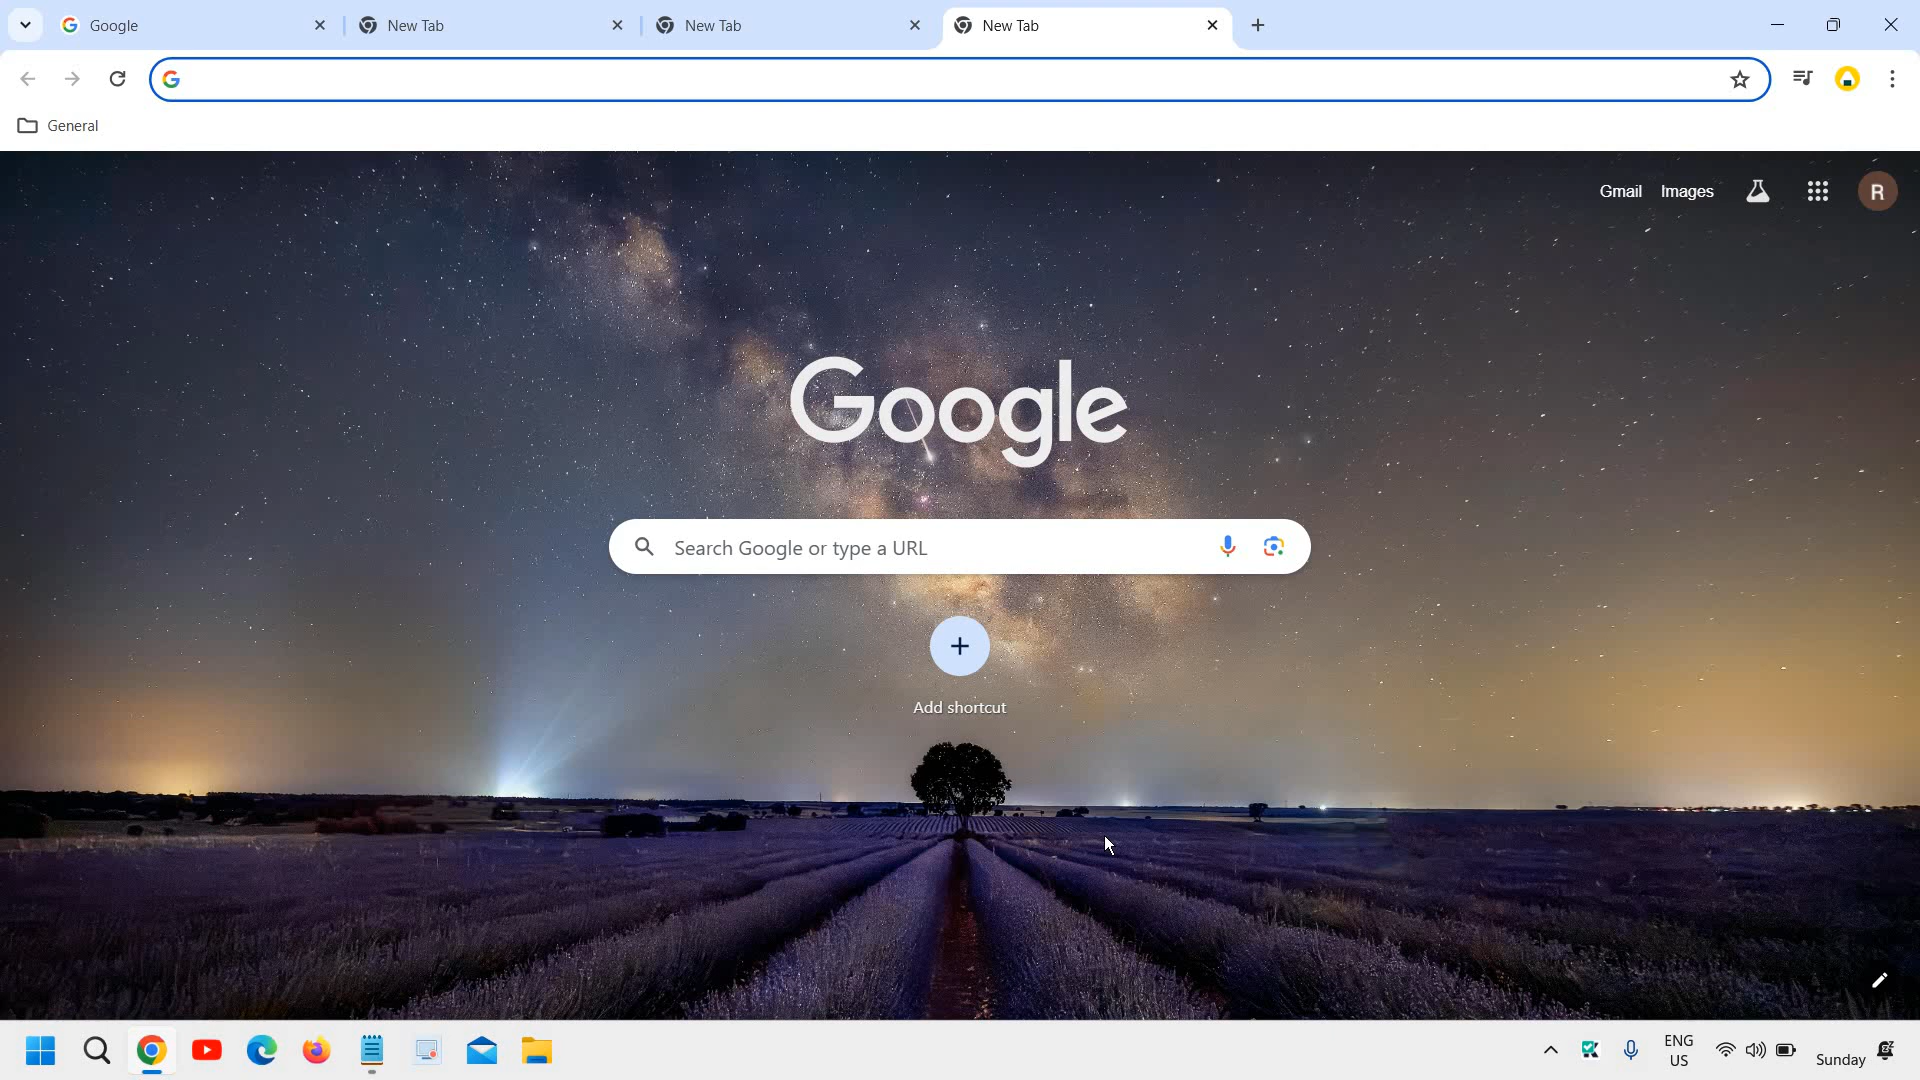 Google
New Tab
New Tab
New Tab
General
Gmail
Images
R
Google
Search Google or type a URL
Add shortcut
ENG
US
Sunday